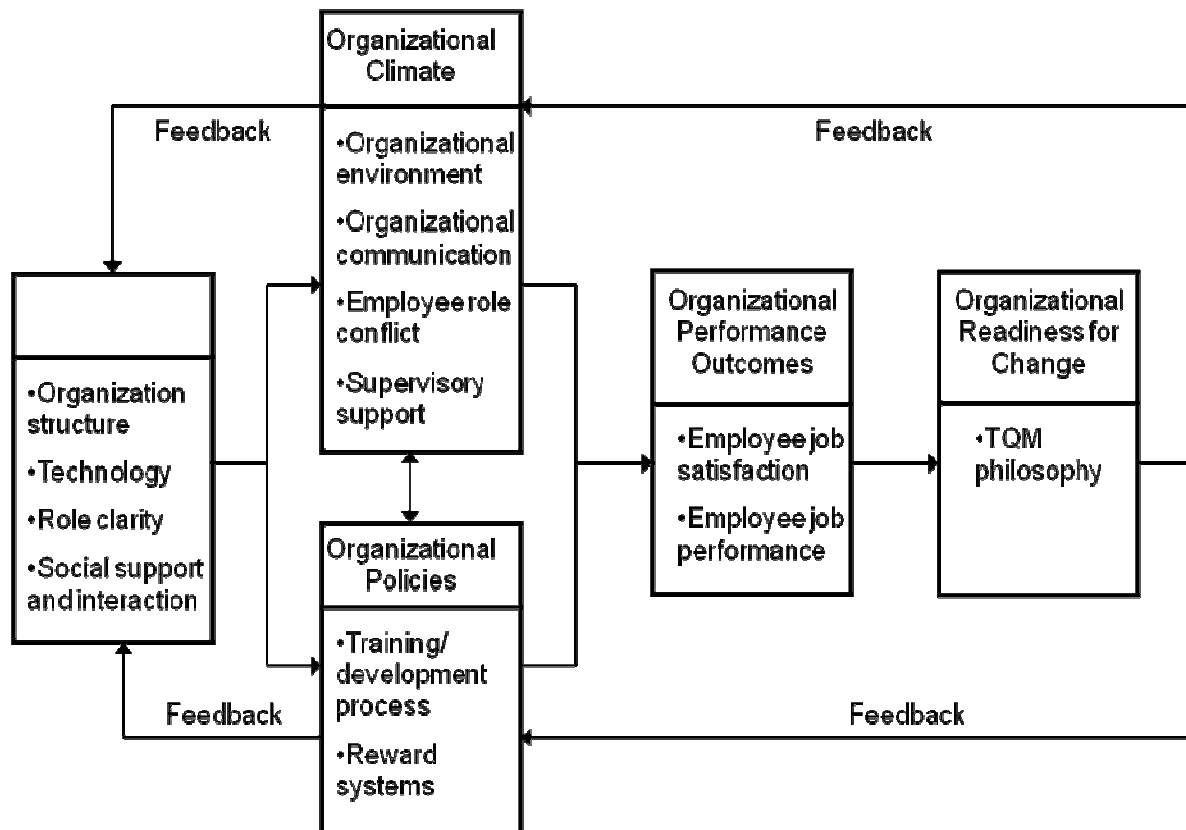 Organizational
Climate
Feedback
Feedback
•Organizational
environment
•Organizational
communication
•Employee role
conflict
•Supervisory
support
•Organization
structure
•Technology
•Role clarity
•Social support
and interaction
Organizational
Policies
•Training/
development
process
•Reward
systems
Organizational
Performance
Outcomes
•Employee job
satisfaction
•Employee job
performance
Organizational
Readiness for
Change
•TQM
philosophy
Feedback
Feedback